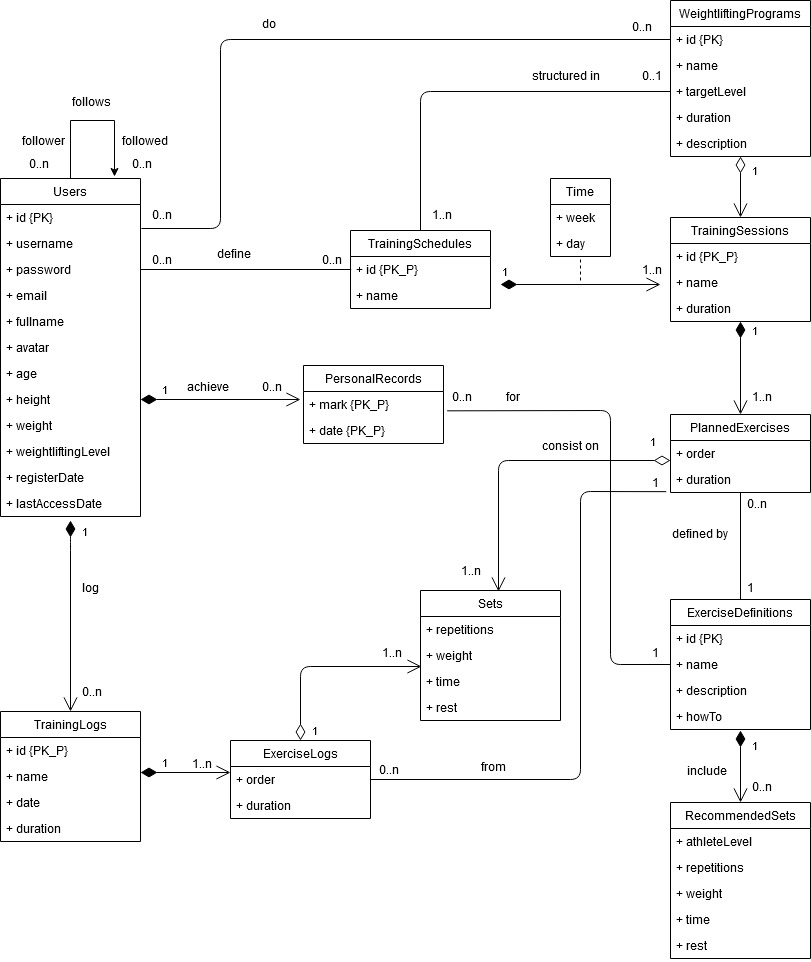 WeightliftingPrograms
+ id {PK}
+ name
+ targetLevel
+ duration
+ description
do
0..n
structured in
0..1
follows
follower
followed
0..n
0..n
Users
+ id {PK}
+ username
+ password
+ email
+ fullname
+ avatar
+ age
+ height
+ weight
+ weightliftingLevel
+ registerDate
+ lastAccessDate
0..n
0..n
define
0..n
1..n
TrainingSchedules
+ id {PK_P}
+ name
Time
+ week
+ day
1
1..n
1
TrainingSessions
+ id {PK_P}
+ name
+ duration
1
1..n
1
achieve
0..n
PersonalRecords
+ mark {PK_P}
+ date {PK_P}
0..n
for
PlannedExercises
+ order
+ duration
1
consist on
1
0..n
defined by
1
1..n
Sets
+ repetitions
+ weight
+ time
+ rest
ExerciseDefinitions
+ id {PK}
+ name
+ description
+ howTo
1
1
include
0..n
1
log
0..n
TrainingLogs
+ id {PK_P}
+ name
+ date
+ duration
1
1..n
1..n
1
ExerciseLogs
+ order
+ duration
0..n
from
RecommendedSets
+ athleteLevel
+ repetitions
+ weight
+ time
+ rest